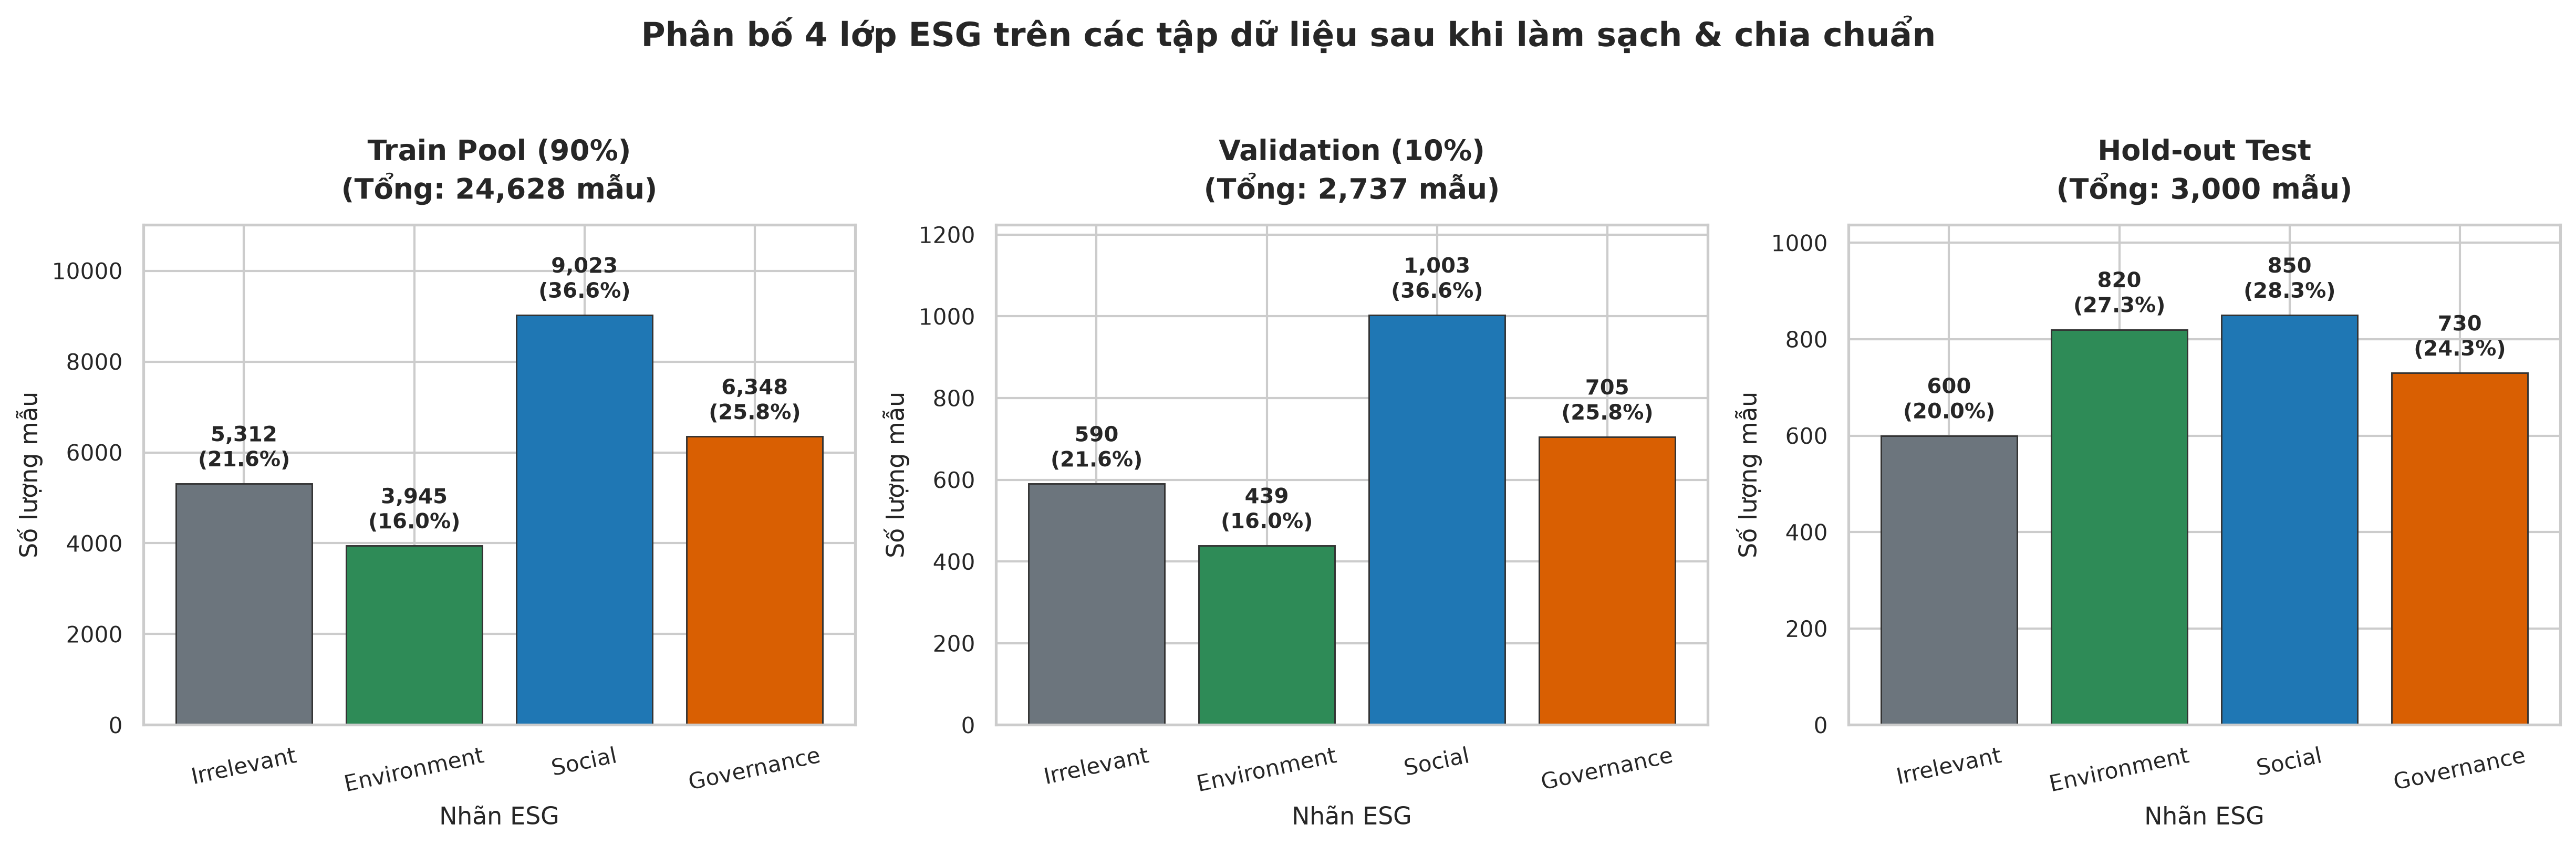 Phân bố 4 lớp ESG trên các tập dữ liệu sau khi làm sạch & chia chuẩn
Train Pool (90%)
(Tổng: 24,628 mẫu)
Số lượng mẫu
10000
8000
6000
4000
2000
0
5,312
(21.6%)
3,945
(16.0%)
9,023
(36.6%)
6,348
(25.8%)
Irrelevant
Environment
Social
Governance
Nhãn ESG
Validation (10%)
(Tổng: 2,737 mẫu)
Số lượng mẫu
1200
1000
800
600
400
200
0
590
(21.6%)
439
(16.0%)
1,003
(36.6%)
705
(25.8%)
Irrelevant
Environment
Social
Governance
Nhãn ESG
Hold-out Test
(Tổng: 3,000 mẫu)
Số lượng mẫu
1000
800
600
400
200
0
600
(20.0%)
820
(27.3%)
850
(28.3%)
730
(24.3%)
Irrelevant
Environment
Social
Governance
Nhãn ESG